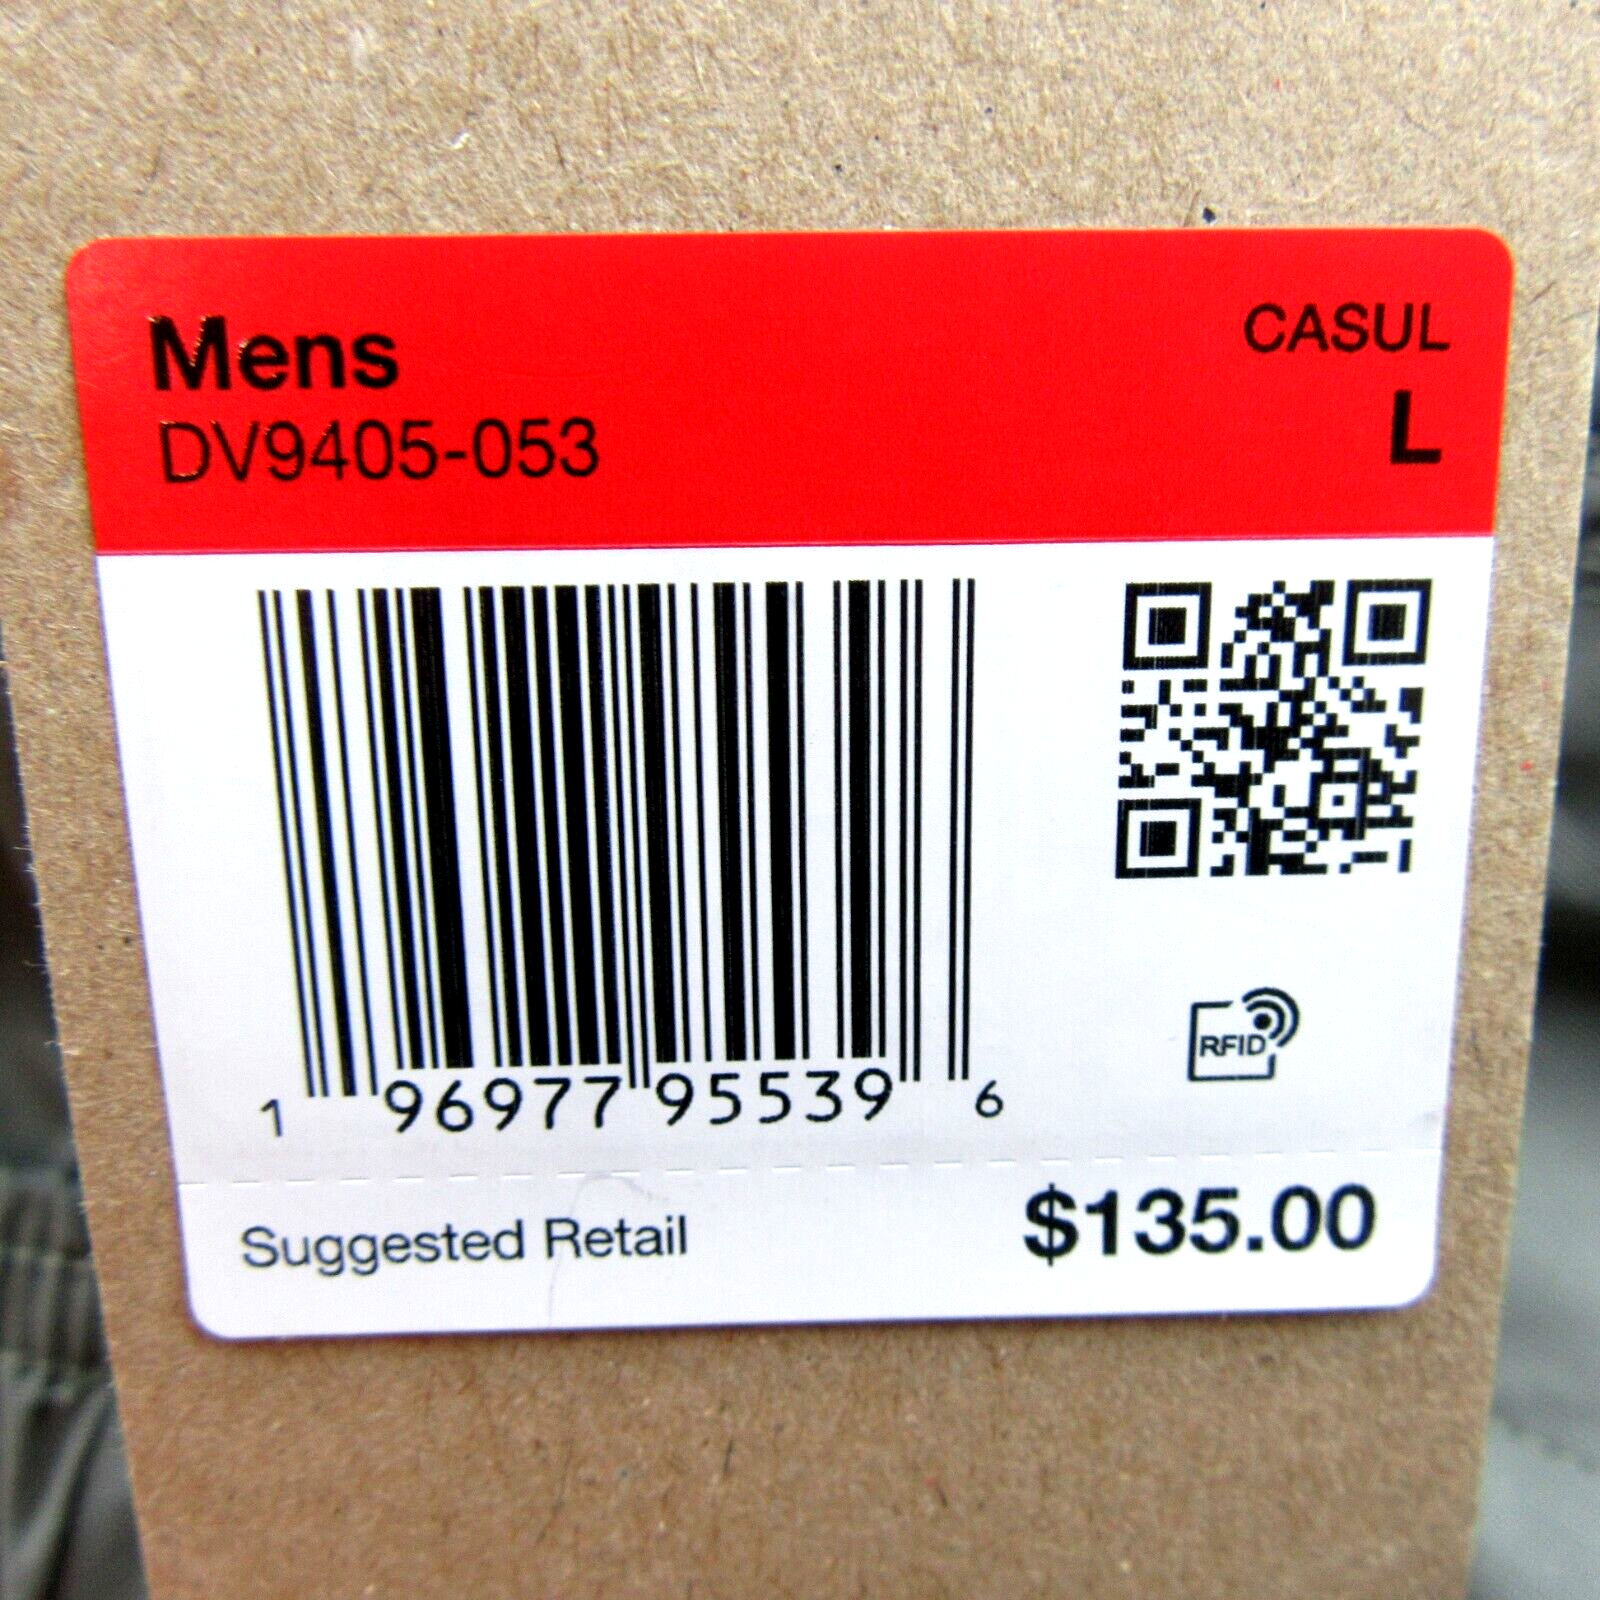 Mens
CASUL
DV9405-053
L
1 96977 95539 6
RFID
Suggested Retail
$135.00